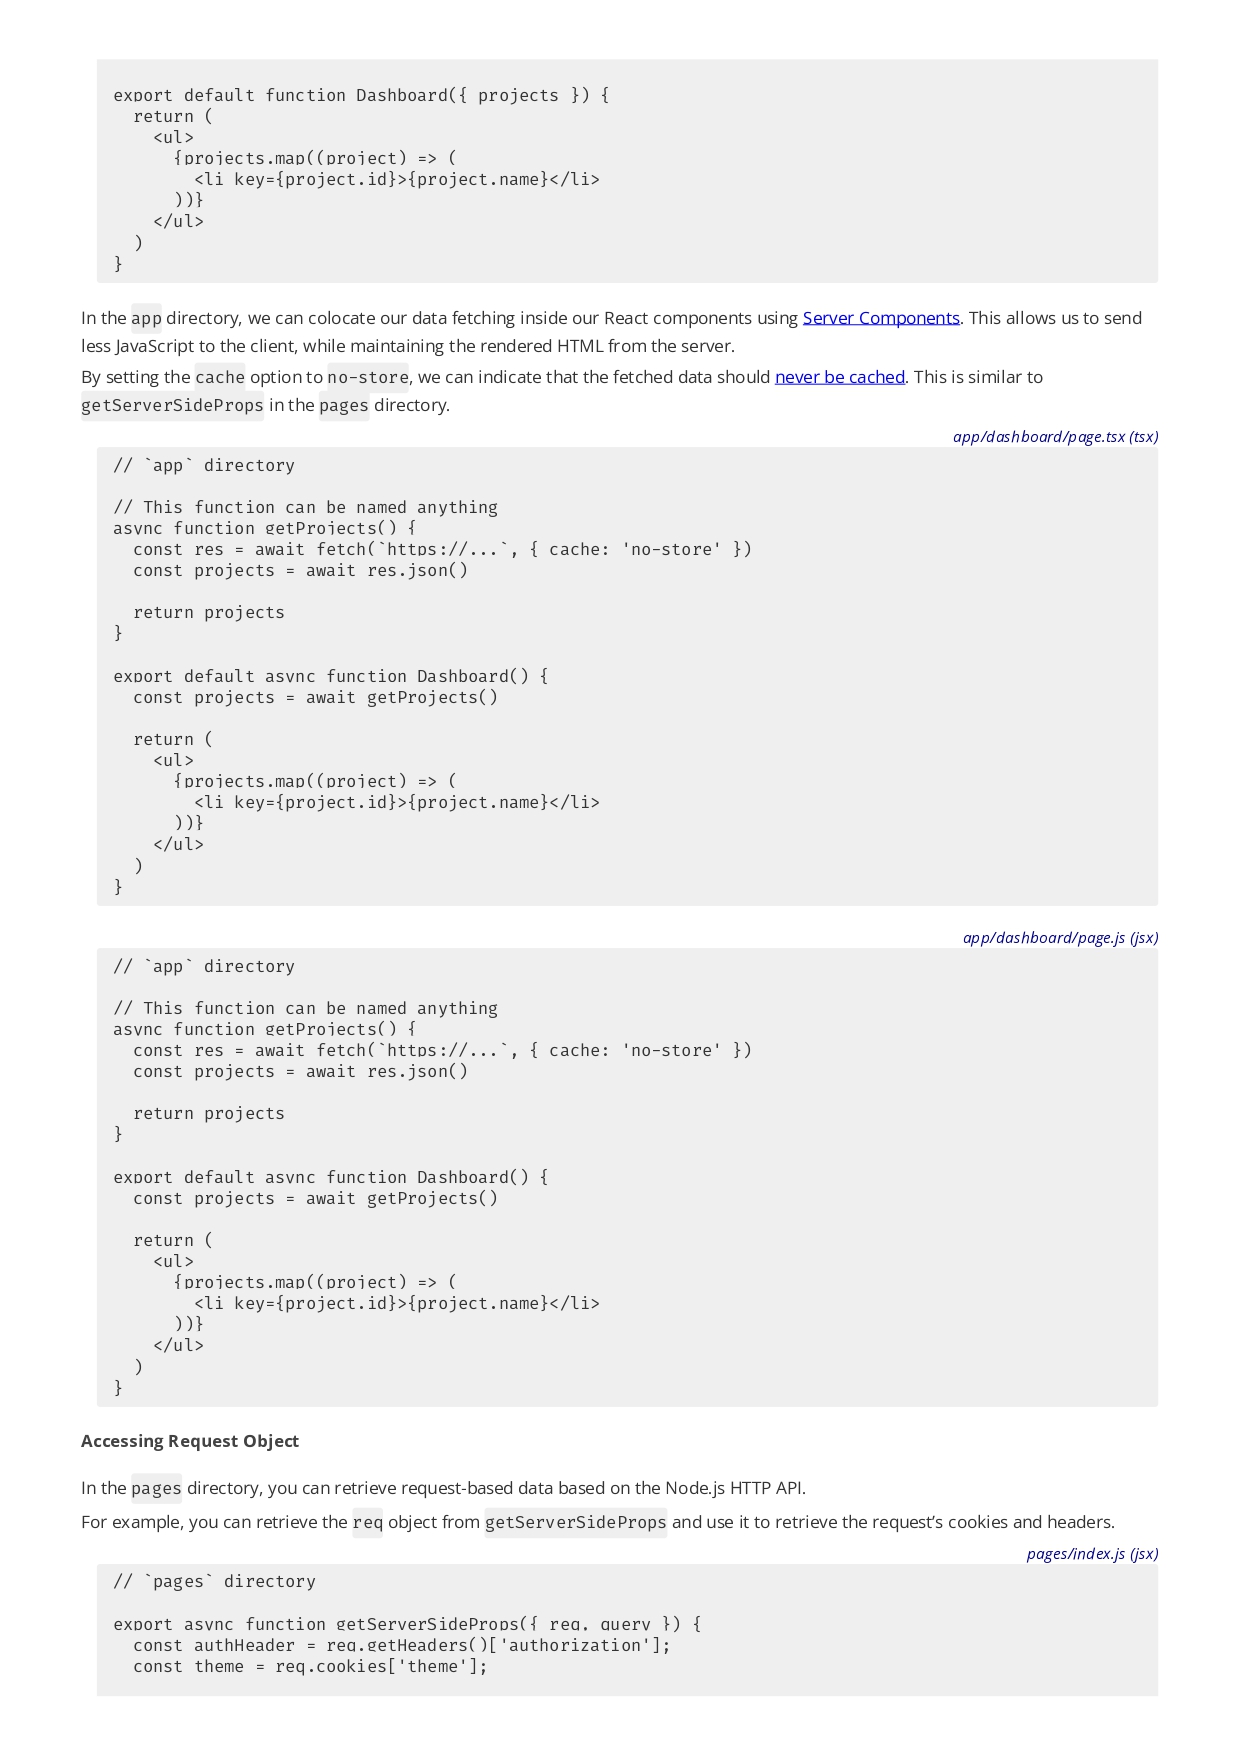 export default function Dashboard({ projects }) {
  return (
    <ul>
      {projects.map((project) => (
        <li key={project.id}>{project.name}</li>
      ))}
    </ul>
  )
}
In the app directory, we can colocate our data fetching inside our React components using Server Components. This allows us to send
less JavaScript to the client, while maintaining the rendered HTML from the server.
By setting the cache option to no-store, we can indicate that the fetched data should never be cached. This is similar to
getServerSideProps in the pages directory.
app/dashboard/page.tsx (tsx)
// `app` directory
// This function can be named anything
async function getProjects() {
  const res = await fetch(`https://...`, { cache: 'no-store' })
  const projects = await res.json()
  return projects
}
export default async function Dashboard() {
  const projects = await getProjects()
  return (
    <ul>
      {projects.map((project) => (
        <li key={project.id}>{project.name}</li>
      ))}
    </ul>
  )
}
app/dashboard/page.js (jsx)
// `app` directory
// This function can be named anything
async function getProjects() {
  const res = await fetch(`https://...`, { cache: 'no-store' })
  const projects = await res.json()
  return projects
}
export default async function Dashboard() {
  const projects = await getProjects()
  return (
    <ul>
      {projects.map((project) => (
        <li key={project.id}>{project.name}</li>
      ))}
    </ul>
  )
}
Accessing Request Object
In the pages directory, you can retrieve request-based data based on the Node.js HTTP API.
For example, you can retrieve the req object from getServerSideProps and use it to retrieve the request’s cookies and headers.
pages/index.js (jsx)
// `pages` directory
export async function getServerSideProps({ req, query }) {
  const authHeader = req.getHeaders()['authorization'];
  const theme = req.cookies['theme'];